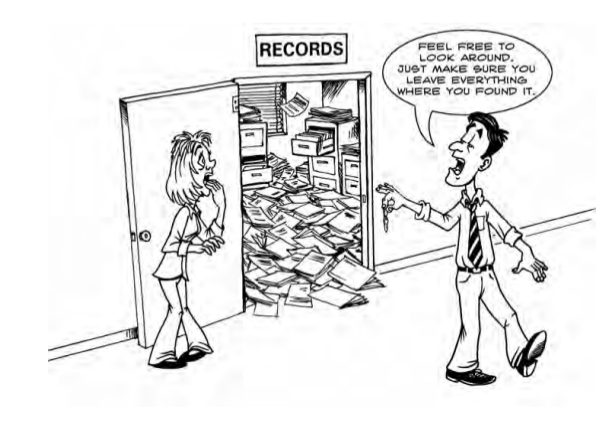 RECORDS
FEEL FREE TO
LOOK AROUND.
JUST MAKE SURE YOU
LEAVE EVERYTHING
WHERE YOU FOUND IT.